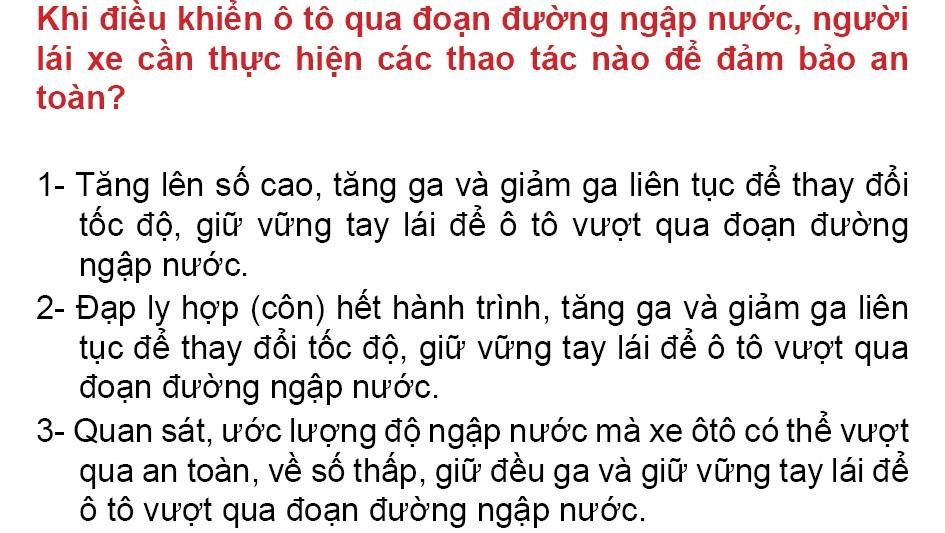 Khi điều khiển ô tô qua đoạn đường ngập nước, người
lái xe cần thực hiện các thao tác nào để đảm bảo an
toàn?
1- Tăng lên số cao, tăng ga và giảm ga liên tục để thay đổi
tốc độ, giữ vững tay lái để ô tô vượt qua đoạn đường
ngập nước.
2- Đạp ly hợp (côn) hết hành trình, tăng ga và giảm ga liên
tục để thay đổi tốc độ, giữ vững tay lái để ô tô vượt qua
đoạn đường ngập nước.
3- Quan sát, ước lượng độ ngập nước mà xe ôtô có thể vượt
qua an toàn, về số thấp, giữ đều ga và giữ vững tay lái để
ô tô vượt qua đoạn đường ngập nước.